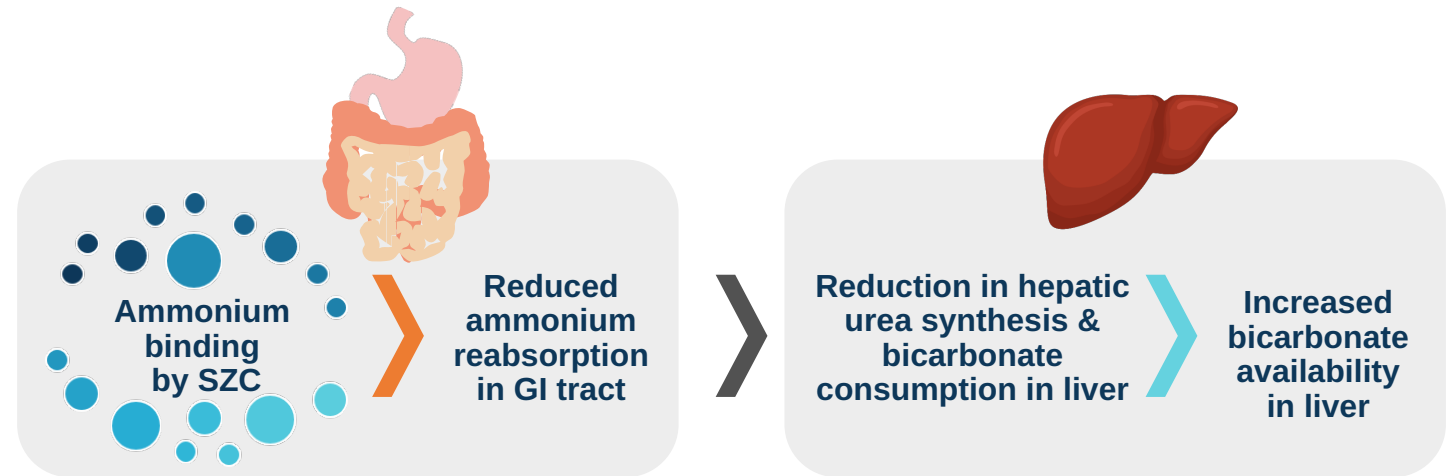 Ammonium
binding
by SZC
Reduced
ammonium
reabsorption
in GI tract
Reduction in hepatic
urea synthesis &
bicarbonate
consumption in liver
Increased
bicarbonate
availability
in liver